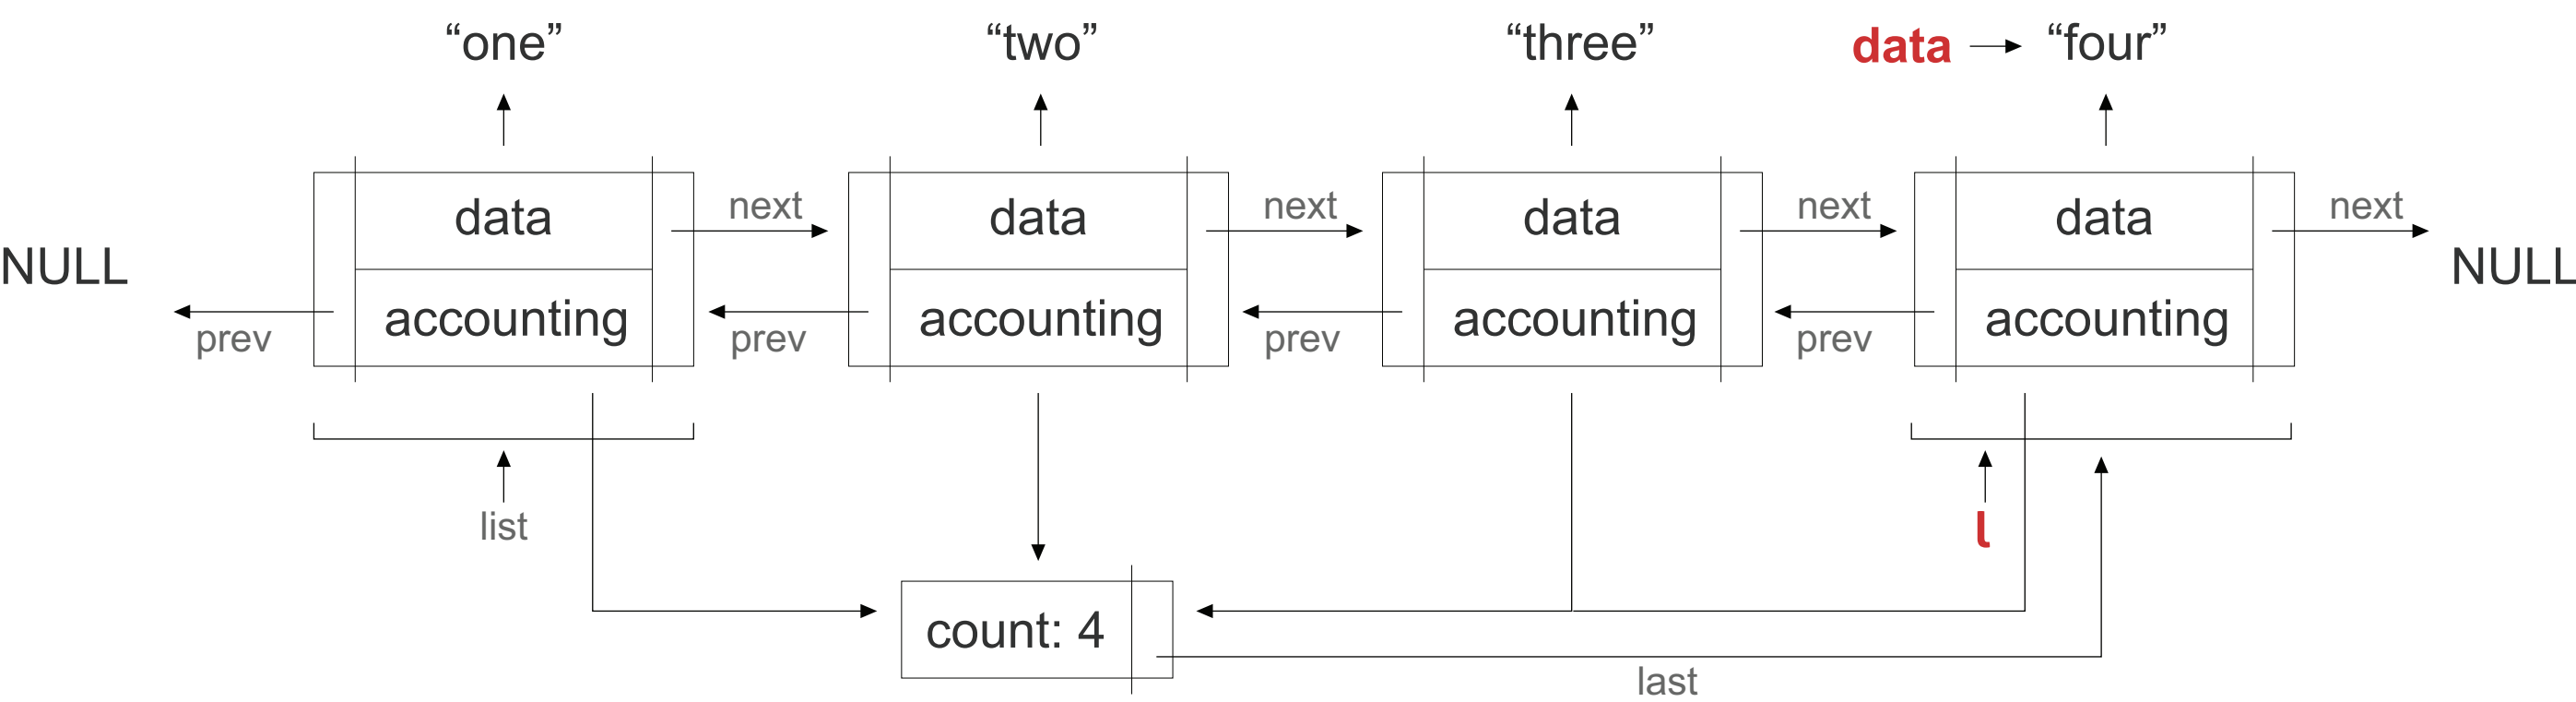 “one” “two” “three” data “four”
next next next next
data data data data
NULL NULL
accounting accounting accounting accounting
prev prev prev prev
list l
count: 4
last